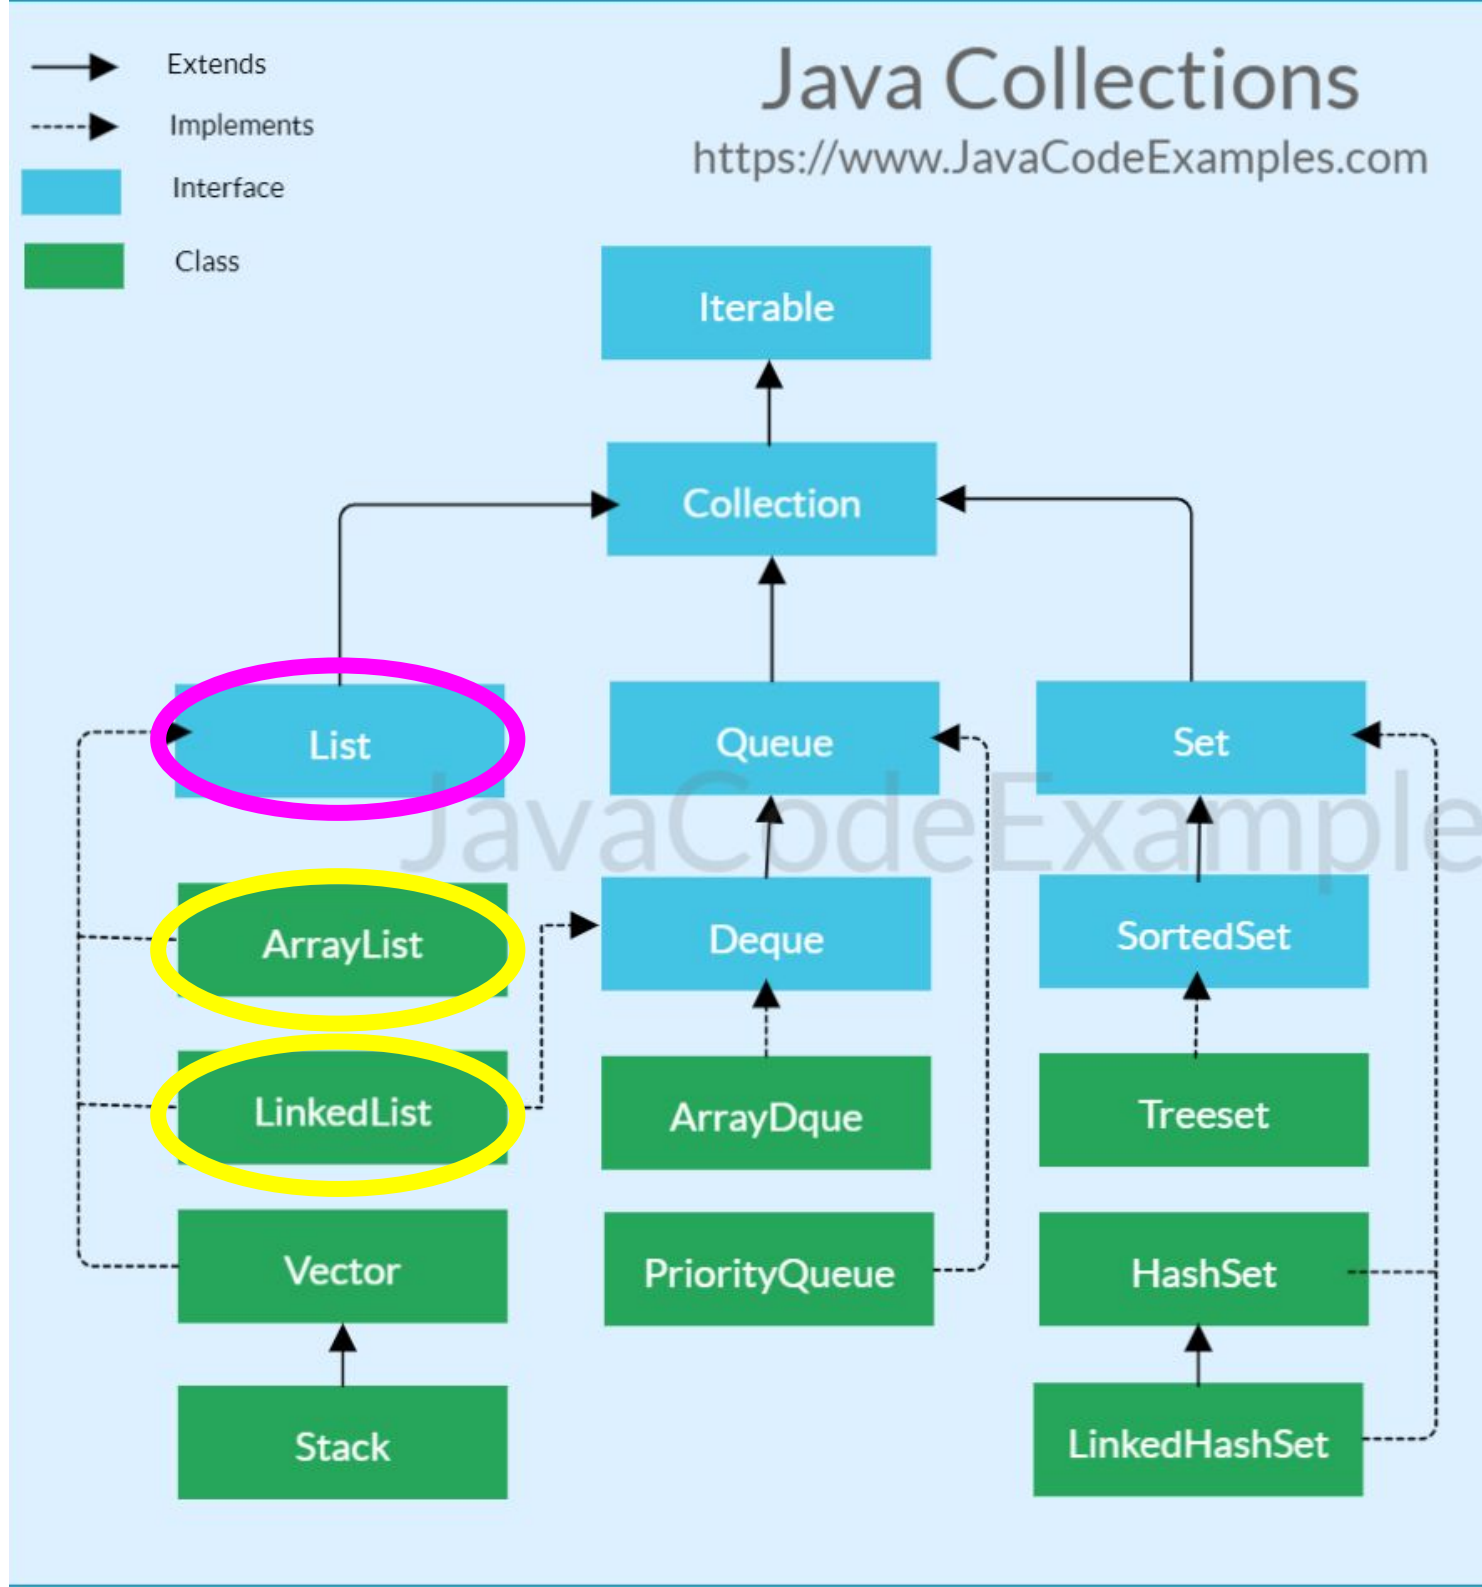 Extends
Implements
Interface
Class
Java Collections
https://www.JavaCodeExamples.com
Iterable
Collection
List
Queue
Set
JavaCodeExample
ArrayList
Deque
SortedSet
LinkedList
ArrayDque
Treeset
Vector
PriorityQueue
HashSet
Stack
LinkedHashSet